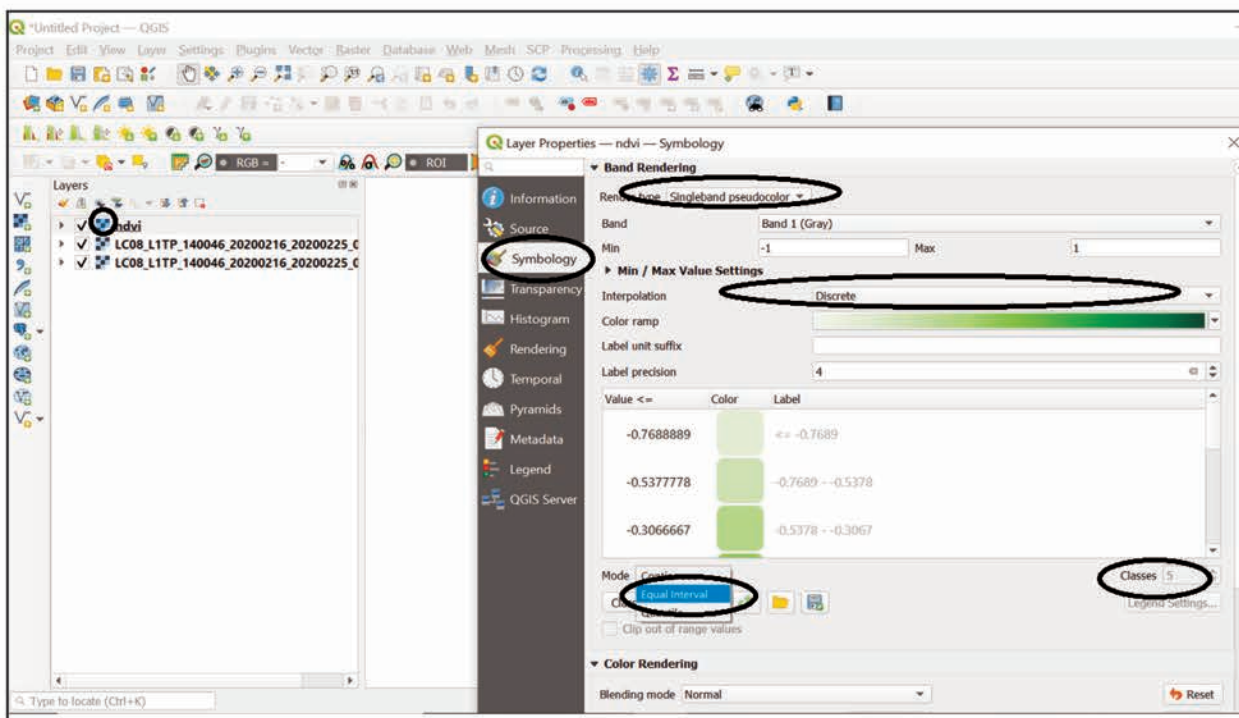 *Untitled Project — QGIS
Project Edit View Layer Settings Plugins Vector Raster Database Web Mesh SCP Processing Help
RGB = -
ROI
Layers
ndvi
LC08_L1TP_140046_20200216_20200225_0
LC08_L1TP_140046_20200216_20200225_0
Type to locate (Ctrl+K)
Layer Properties — ndvi — Symbology
Information
Source
Symbology
Transparency
Histogram
Rendering
Temporal
Pyramids
Metadata
Legend
QGIS Server
Band Rendering
Render type Singleband pseudocolor
Band Band 1 (Gray)
Min -1 Max 1
Min / Max Value Settings
Interpolation Discrete
Color ramp
Label unit suffix
Label precision 4
Value <= Color Label
-0.7688889 <= -0.7689
-0.5377778 -0.7689 - -0.5378
-0.3066667 -0.5378 - -0.3067
Mode Classes 5
Equal Interval
Legend Settings...
Clip out of range values
Color Rendering
Blending mode Normal Reset